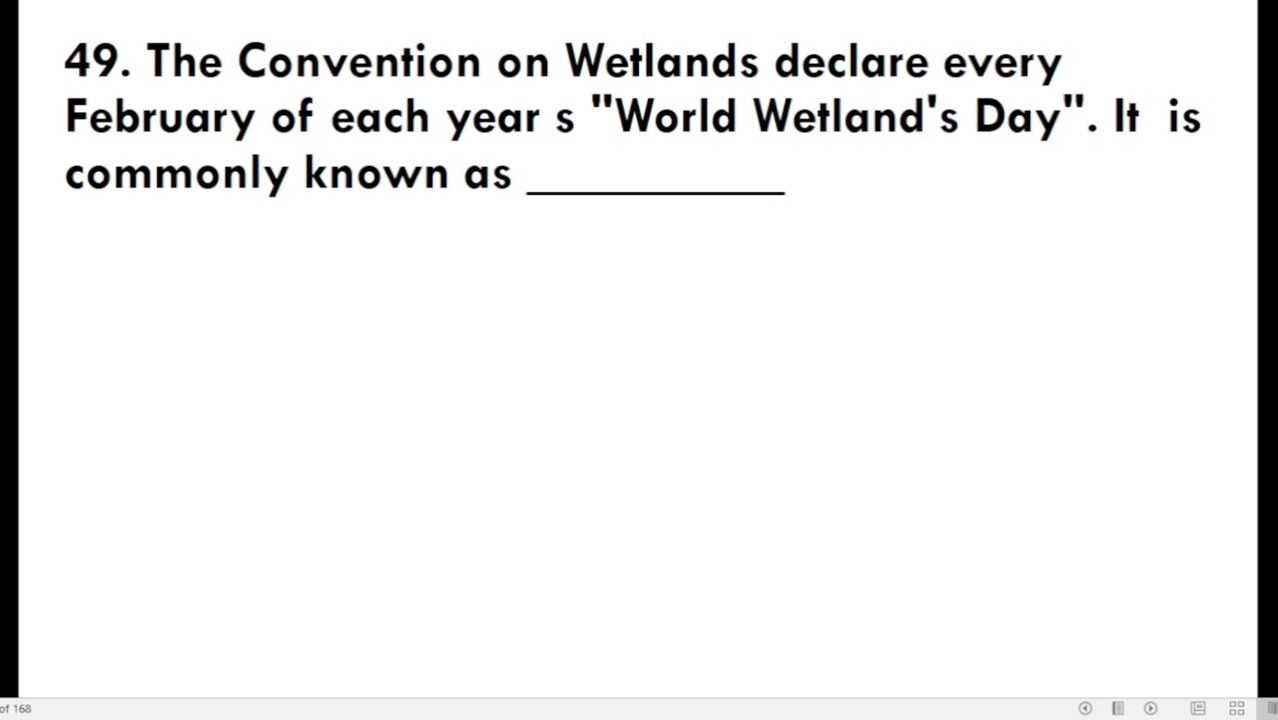 49. The Convention on Wetlands declare every
February of each year s "World Wetland's Day". It is
commonly known as ____________
of 168